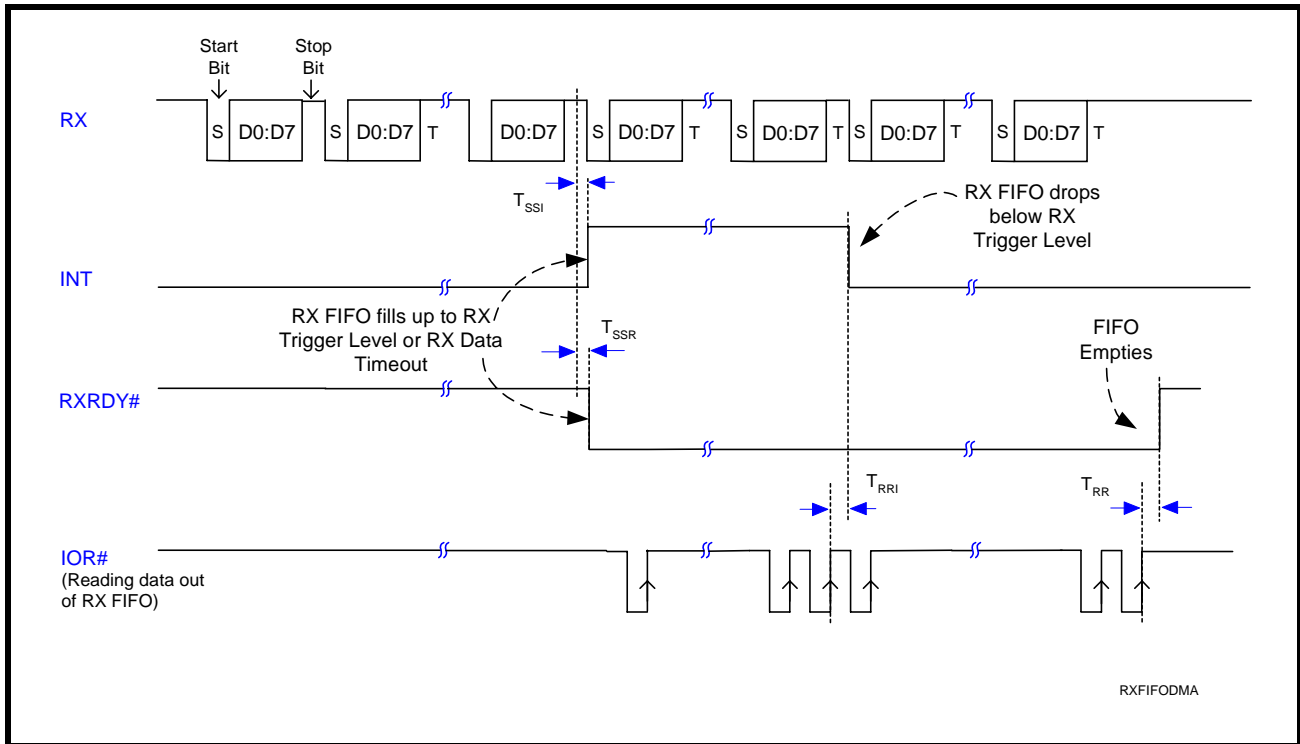 Start
Bit
Stop
Bit
RX
S D0:D7 S D0:D7 T D0:D7 S D0:D7 T S D0:D7 T S D0:D7 T S D0:D7 T
TSSI
RX FIFO drops
below RX
Trigger Level
INT
RX FIFO fills up to RX
Trigger Level or RX Data
Timeout
TSSR
FIFO
Empties
RXRDY#
TRRI
TRR
IOR#
(Reading data out
of RX FIFO)
RXFIFODMA